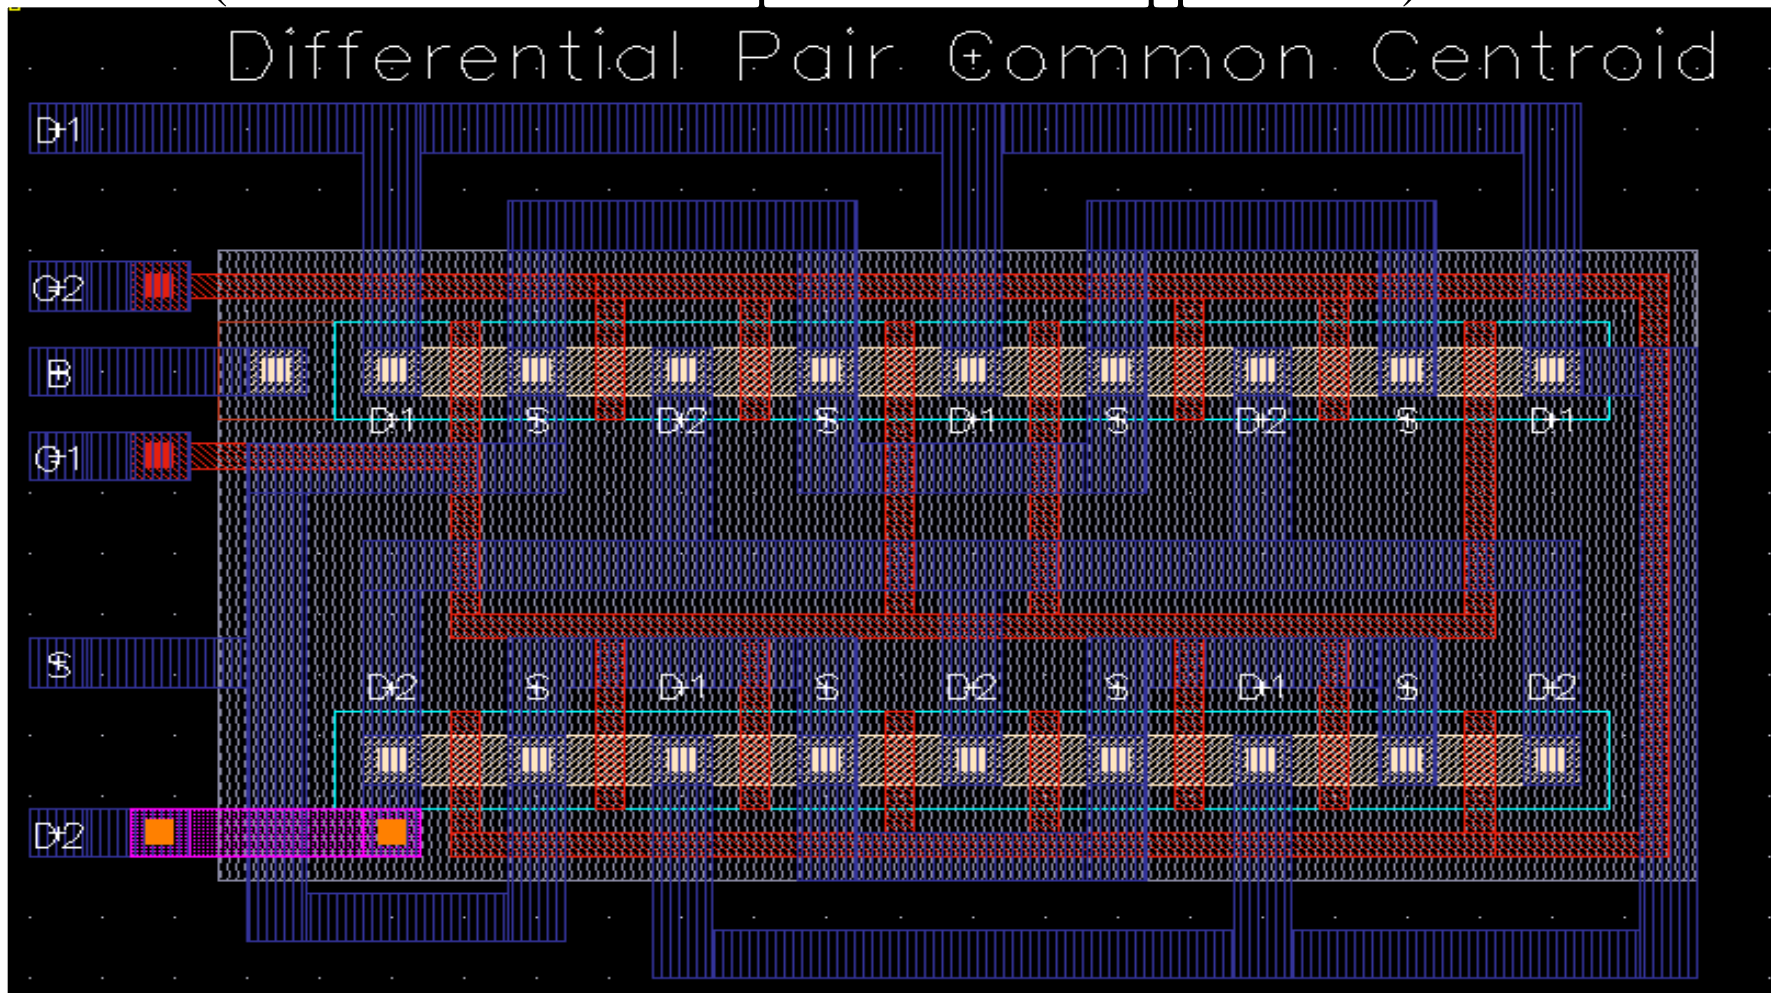 Differential Pair Common Centroid
D1
G2
B
D1 S D2 S D1 S D2 S D1
G1
S
D2 S D1 S D2 S D1 S D2
D2